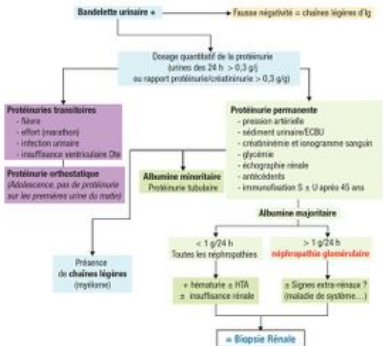 Bandelette urinaire +
Fausse négativité = chaînes légères d'Ig
Dosage quantitatif de la protéinurie
(urines des 24 h > 0,3 g/j
ou rapport protéinurie/créatininurie > 0,3 g/g)
Protéinuries transitoires
- fièvre
- effort (marathon)
- infection urinaire
- insuffisance ventriculaire Dte
Protéinurie orthostatique
(Adolescence, pas de protéinurie
sur les premières urine du matin)
Protéinurie permanente
- pression artérielle
- sédiment urinaire/ECBU
- créatininémie et ionogramme sanguin
- glycémie
- échographie rénale
- antécédents
- immunofixation S ± U après 45 ans
Albumine minoritaire
Protéinurie tubulaire
Albumine majoritaire
Présence
de chaînes légères
(myélome)
< 1 g/24 h
Toutes les néphropathies
> 1 g/24 h
néphropathie glomérulaire
+ hématurie ± HTA
± insuffisance rénale
± Signes extra-rénaux ?
(maladie de système…)
= Biopsie Rénale